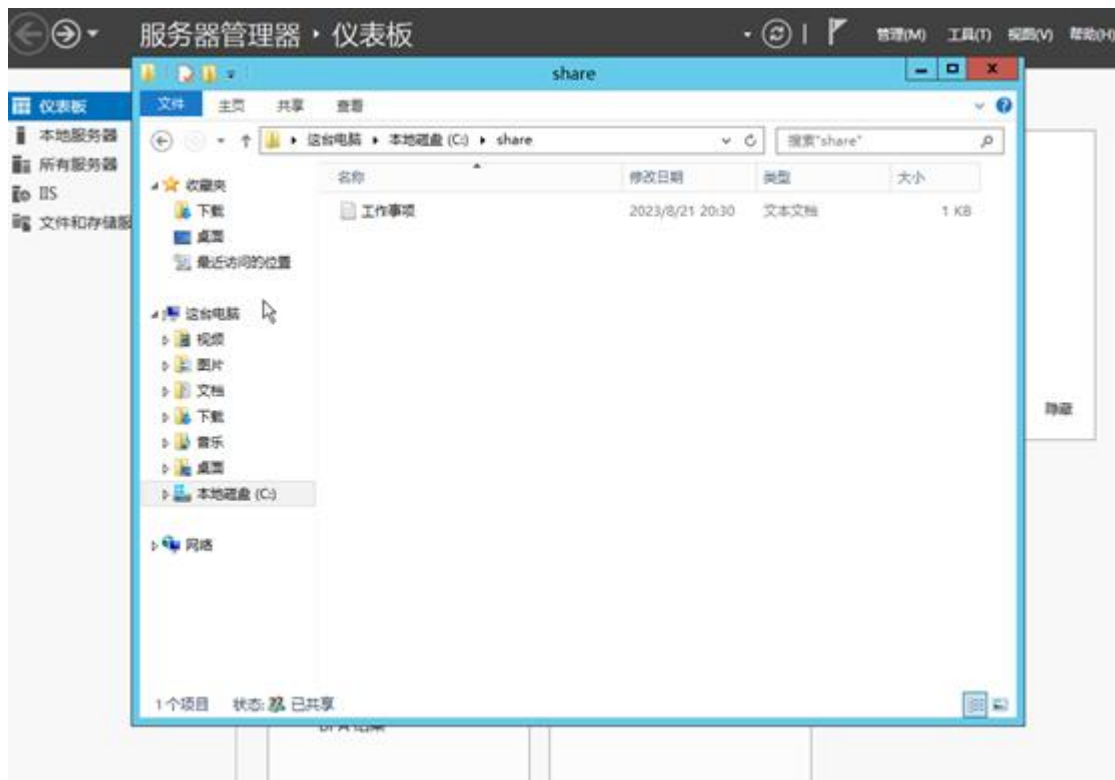 服务器管理器 · 仪表板
管理(M) 工具(T) 视图(V) 帮助(H)
share
文件 主页 共享 查看
这台电脑 本地磁盘 (C:) share
搜索"share"
仪表板
本地服务器
所有服务器
IIS
文件和存储服
名称 修改日期 类型 大小
工作事项 2023/8/21 20:30 文本文档 1 KB
收藏夹
下载
桌面
最近访问的位置
这台电脑
视频
图片
文档
下载
音乐
桌面
本地磁盘 (C:)
网络
隐藏
1 个项目 状态: 已共享
BPA 结果